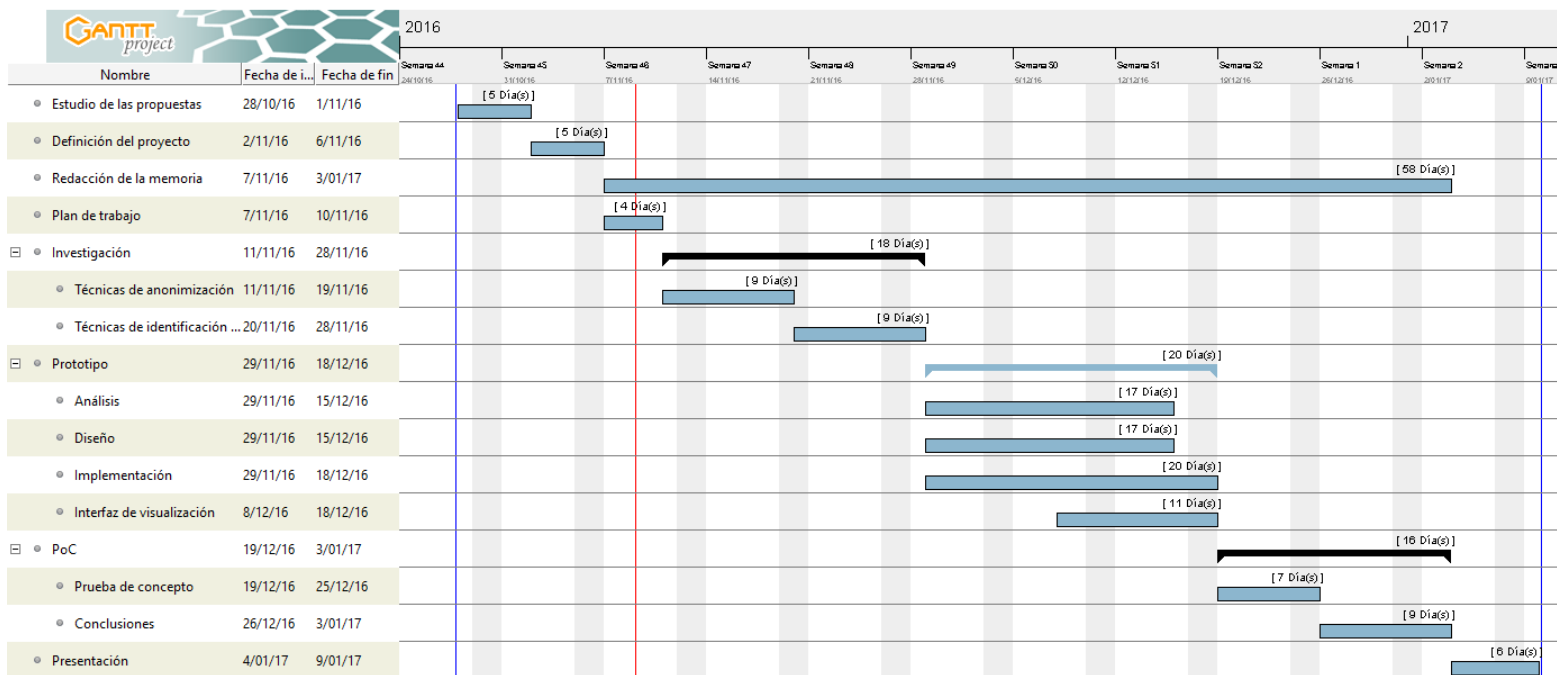 GANTT
project
2016 2017
Nombre Fecha de i... Fecha de fin
Semana 44 Semana 45 Semana 46 Semana 47 Semana 48 Semana 49 Semana 50 Semana 51 Semana 52 Semana 1 Semana 2 Semana
24/10/16 31/10/16 7/11/16 14/11/16 21/11/16 28/11/16 5/12/16 12/12/16 19/12/16 26/12/16 2/01/17 9/01/17
Estudio de las propuestas 28/10/16 1/11/16 [ 5 Día(s) ]
Definición del proyecto 2/11/16 6/11/16 [ 5 Día(s) ]
Redacción de la memoria 7/11/16 3/01/17 [ 58 Día(s) ]
Plan de trabajo 7/11/16 10/11/16 [ 4 Día(s) ]
Investigación 11/11/16 28/11/16 [ 18 Día(s) ]
Técnicas de anonimización 11/11/16 19/11/16 [ 9 Día(s) ]
Técnicas de identificación ... 20/11/16 28/11/16 [ 9 Día(s) ]
Prototipo 29/11/16 18/12/16 [ 20 Día(s) ]
Análisis 29/11/16 15/12/16 [ 17 Día(s) ]
Diseño 29/11/16 15/12/16 [ 17 Día(s) ]
Implementación 29/11/16 18/12/16 [ 20 Día(s) ]
Interfaz de visualización 8/12/16 18/12/16 [ 11 Día(s) ]
PoC 19/12/16 3/01/17 [ 16 Día(s) ]
Prueba de concepto 19/12/16 25/12/16 [ 7 Día(s) ]
Conclusiones 26/12/16 3/01/17 [ 9 Día(s) ]
Presentación 4/01/17 9/01/17 [ 6 Día(s) ]